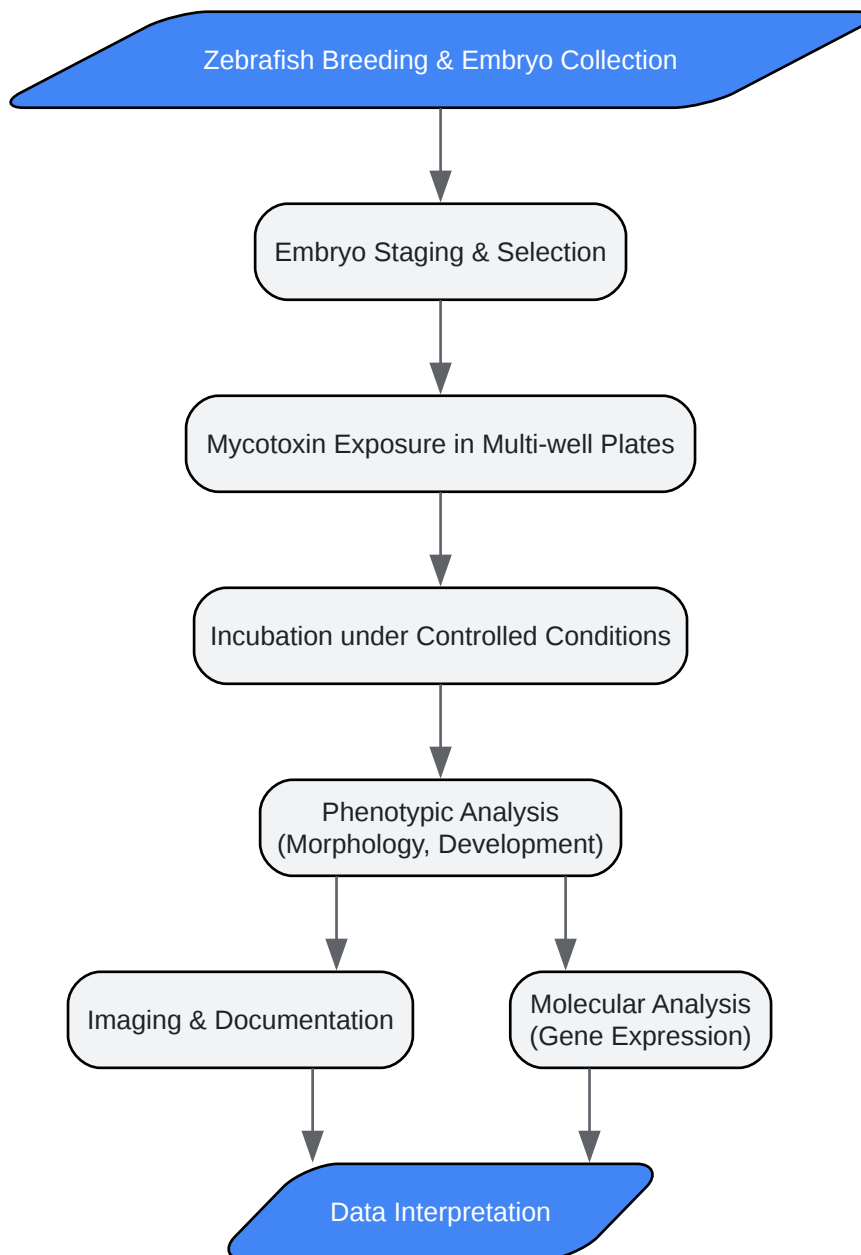 Zebrafish Breeding & Embryo Collection
Embryo Staging & Selection
Mycotoxin Exposure in Multi-well Plates
Incubation under Controlled Conditions
Phenotypic Analysis
(Morphology, Development)
Imaging & Documentation
Molecular Analysis
(Gene Expression)
Data Interpretation